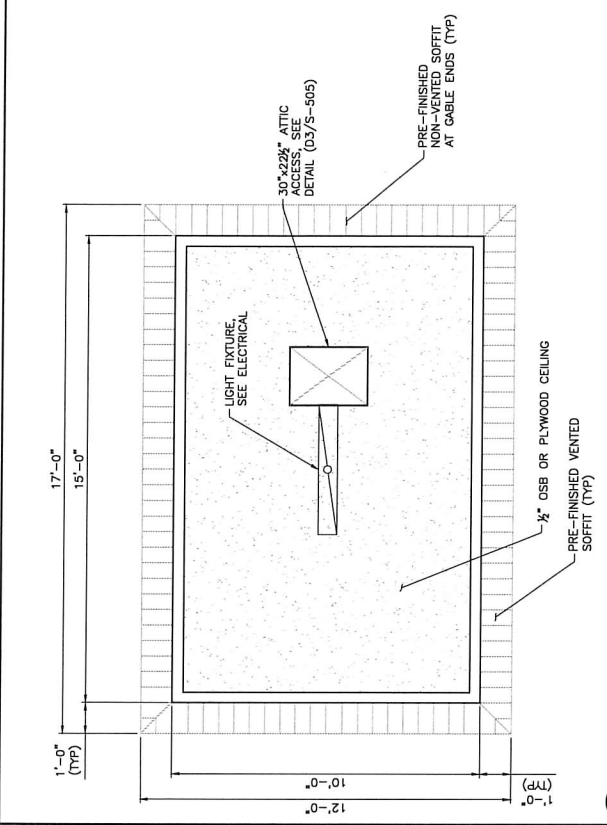 17'-0"
15'-0"
1'-0"
(TYP)
LIGHT FIXTURE,
SEE ELECTRICAL
30"x22½" ATTIC
ACCESS, SEE
DETAIL (D3/S-505)
PRE-FINISHED
NON-VENTED SOFFIT
AT GABLE ENDS (TYP)
10'-0"
12'-0"
1'-0"
(TYP)
½" OSB OR PLYWOOD CEILING
PRE-FINISHED VENTED
SOFFIT (TYP)